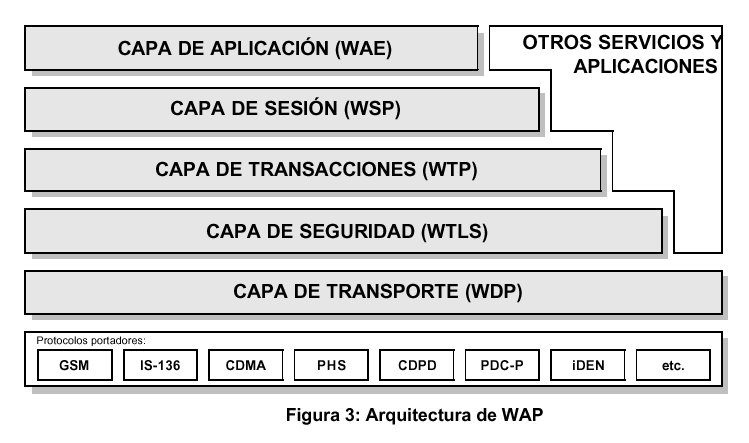 CAPA DE APLICACIÓN (WAE)
OTROS SERVICIOS Y
APLICACIONES
CAPA DE SESIÓN (WSP)
CAPA DE TRANSACCIONES (WTP)
CAPA DE SEGURIDAD (WTLS)
CAPA DE TRANSPORTE (WDP)
Protocolos portadores:
GSM IS-136 CDMA PHS CDPD PDC-P iDEN etc.
Figura 3: Arquitectura de WAP